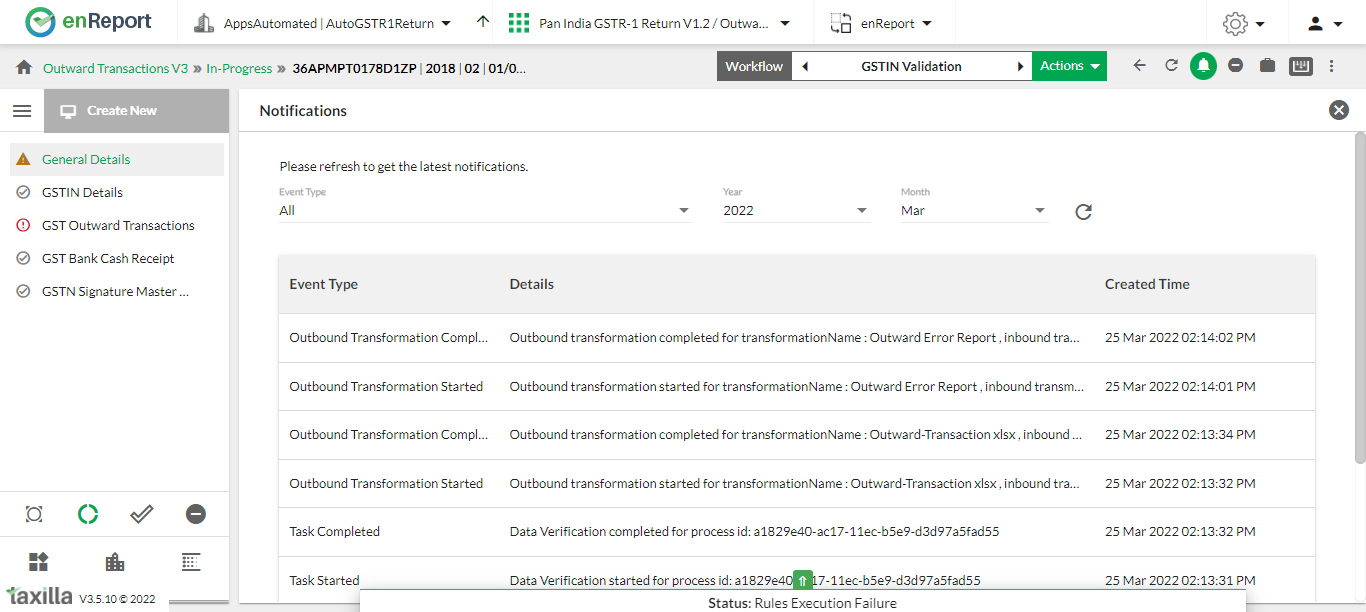 enReport
AppsAutomated | AutoGSTR1Return
Pan India GSTR-1 Return V1.2 / Outwa...
enReport
Outward Transactions V3 » In-Progress » 36APMPT0178D1ZP | 2018 | 02 | 01/0...
Workflow
GSTIN Validation
Actions
Create New
General Details
GSTIN Details
GST Outward Transactions
GST Bank Cash Receipt
GSTN Signature Master ...
taxilla V3.5.10 © 2022
Notifications
Please refresh to get the latest notifications.
Event Type
All
Year
2022
Month
Mar
Event Type Details Created Time
Outbound Transformation Compl... Outbound transformation completed for transformationName : Outward Error Report , inbound tra... 25 Mar 2022 02:14:02 PM
Outbound Transformation Started Outbound transformation started for transformationName : Outward Error Report , inbound transm... 25 Mar 2022 02:14:01 PM
Outbound Transformation Compl... Outbound transformation completed for transformationName : Outward-Transaction xlsx , inbound ... 25 Mar 2022 02:13:34 PM
Outbound Transformation Started Outbound transformation started for transformationName : Outward-Transaction xlsx , inbound tra... 25 Mar 2022 02:13:32 PM
Task Completed Data Verification completed for process id: a1829e40-ac17-11ec-b5e9-d3d97a5fad55 25 Mar 2022 02:13:32 PM
Task Started Data Verification started for process id: a1829e40 17-11ec-b5e9-d3d97a5fad55 25 Mar 2022 02:13:31 PM
Status: Rules Execution Failure